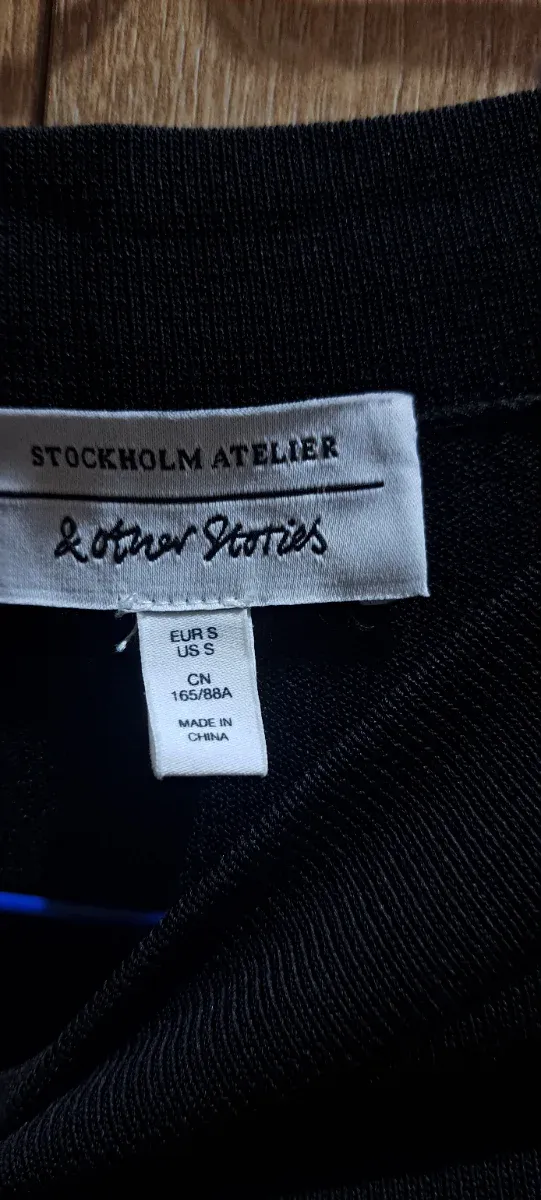 STOCKHOLM ATELIER
& other Stories
EUR S
US S
CN
165/88A
MADE IN
CHINA